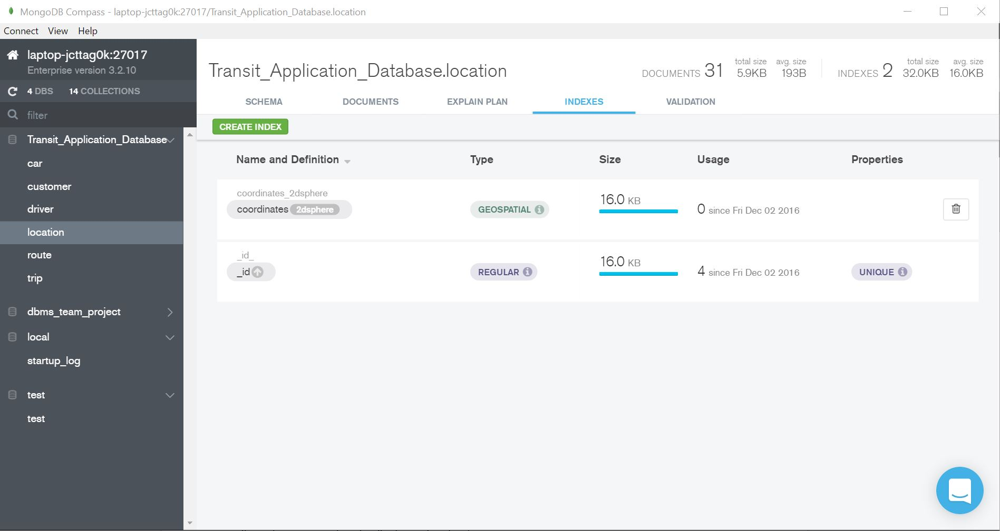 MongoDB Compass - laptop-jcttag0k:27017/Transit_Application_Database.location
Connect View Help
laptop-jcttag0k:27017
Enterprise version 3.2.10
4 DBS 14 COLLECTIONS
filter
Transit_Application_Database
car
customer
driver
location
route
trip
dbms_team_project
local
startup_log
test
test
Transit_Application_Database.location
DOCUMENTS 31 total size 5.9KB avg. size 193B
INDEXES 2 total size 32.0KB avg. size 16.0KB
SCHEMA DOCUMENTS EXPLAIN PLAN INDEXES VALIDATION
CREATE INDEX
Name and Definition Type Size Usage Properties
coordinates_2dsphere
coordinates 2dsphere GEOSPATIAL 16.0 KB 0 since Fri Dec 02 2016
_id_
_id REGULAR 16.0 KB 4 since Fri Dec 02 2016 UNIQUE